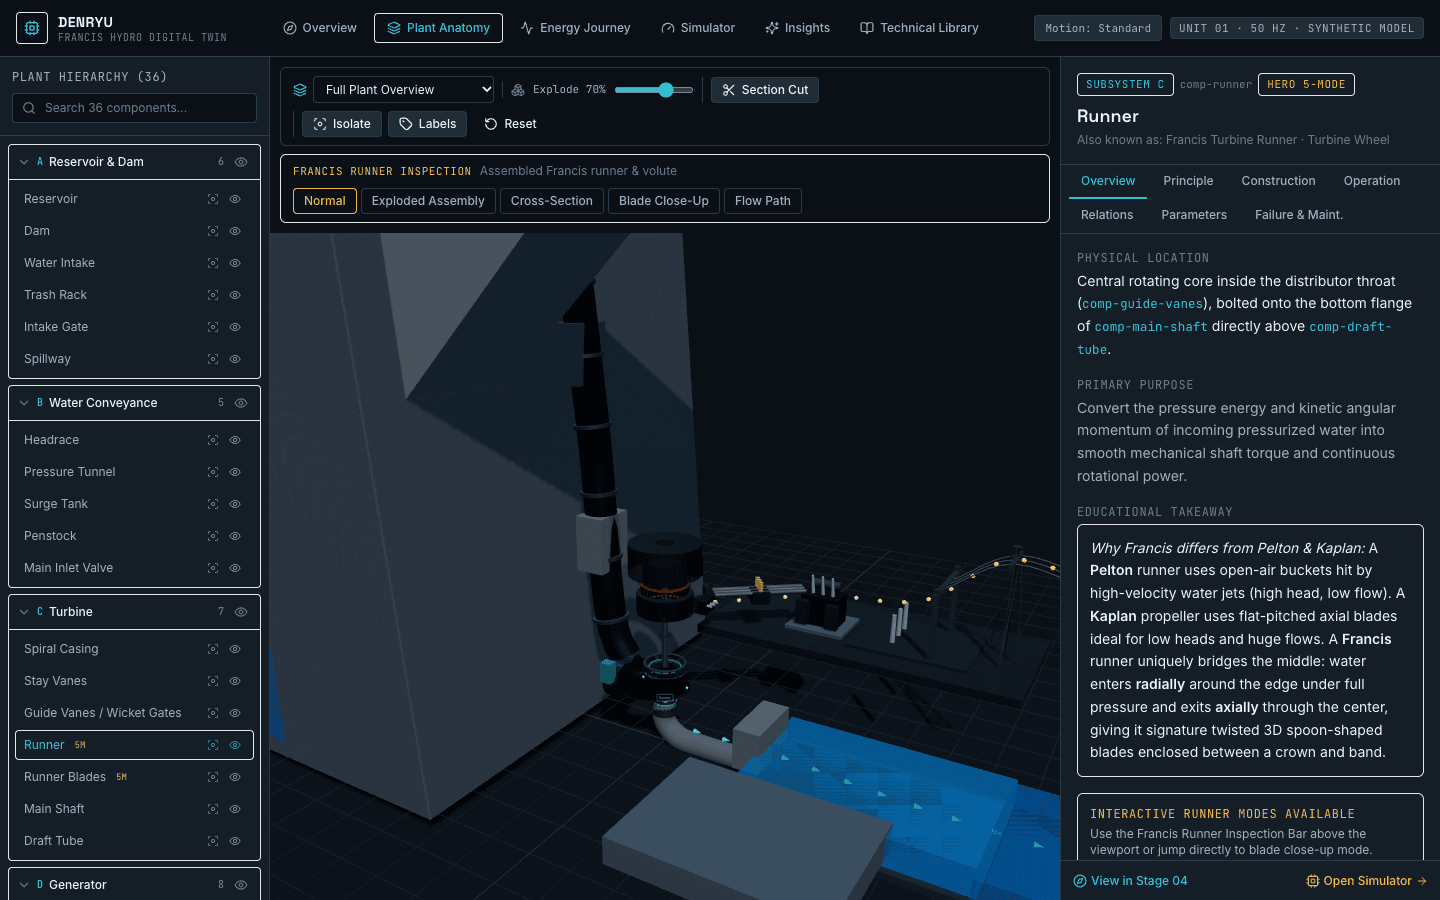 DENRYU
FRANCIS HYDRO DIGITAL TWIN
Overview
Plant Anatomy
Energy Journey
Simulator
Insights
Technical Library
Motion: Standard
UNIT 01 · 50 HZ · SYNTHETIC MODEL
PLANT HIERARCHY (36)
Search 36 components...
A Reservoir & Dam 6
Reservoir
Dam
Water Intake
Trash Rack
Intake Gate
Spillway
B Water Conveyance 5
Headrace
Pressure Tunnel
Surge Tank
Penstock
Main Inlet Valve
C Turbine 7
Spiral Casing
Stay Vanes
Guide Vanes / Wicket Gates
Runner 5M
Runner Blades 5M
Main Shaft
Draft Tube
D Generator 8
Full Plant Overview
Explode 70%
Section Cut
Isolate
Labels
Reset
FRANCIS RUNNER INSPECTION Assembled Francis runner & volute
Normal
Exploded Assembly
Cross-Section
Blade Close-Up
Flow Path
SUBSYSTEM C comp-runner HERO 5-MODE
Runner
Also known as: Francis Turbine Runner · Turbine Wheel
Overview Principle Construction Operation
Relations Parameters Failure & Maint.
PHYSICAL LOCATION
Central rotating core inside the distributor throat
(comp-guide-vanes), bolted onto the bottom flange
of comp-main-shaft directly above comp-draft-
tube.
PRIMARY PURPOSE
Convert the pressure energy and kinetic angular
momentum of incoming pressurized water into
smooth mechanical shaft torque and continuous
rotational power.
EDUCATIONAL TAKEAWAY
Why Francis differs from Pelton & Kaplan: A
Pelton runner uses open-air buckets hit by
high-velocity water jets (high head, low flow). A
Kaplan propeller uses flat-pitched axial blades
ideal for low heads and huge flows. A Francis
runner uniquely bridges the middle: water
enters radially around the edge under full
pressure and exits axially through the center,
giving it signature twisted 3D spoon-shaped
blades enclosed between a crown and band.
INTERACTIVE RUNNER MODES AVAILABLE
Use the Francis Runner Inspection Bar above the
viewport or jump directly to blade close-up mode.
View in Stage 04
Open Simulator →